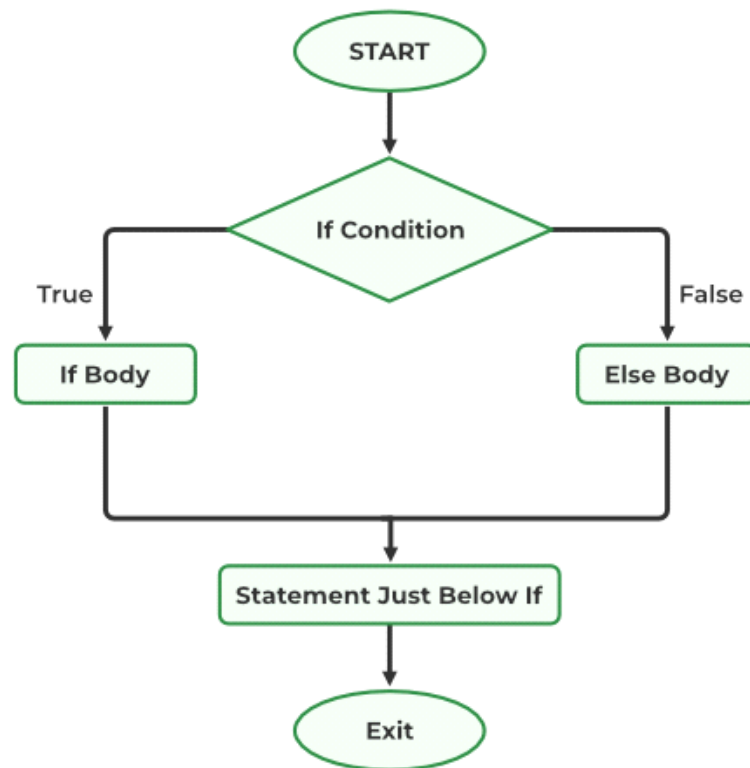 START
If Condition
True
False
If Body
Else Body
Statement Just Below If
Exit